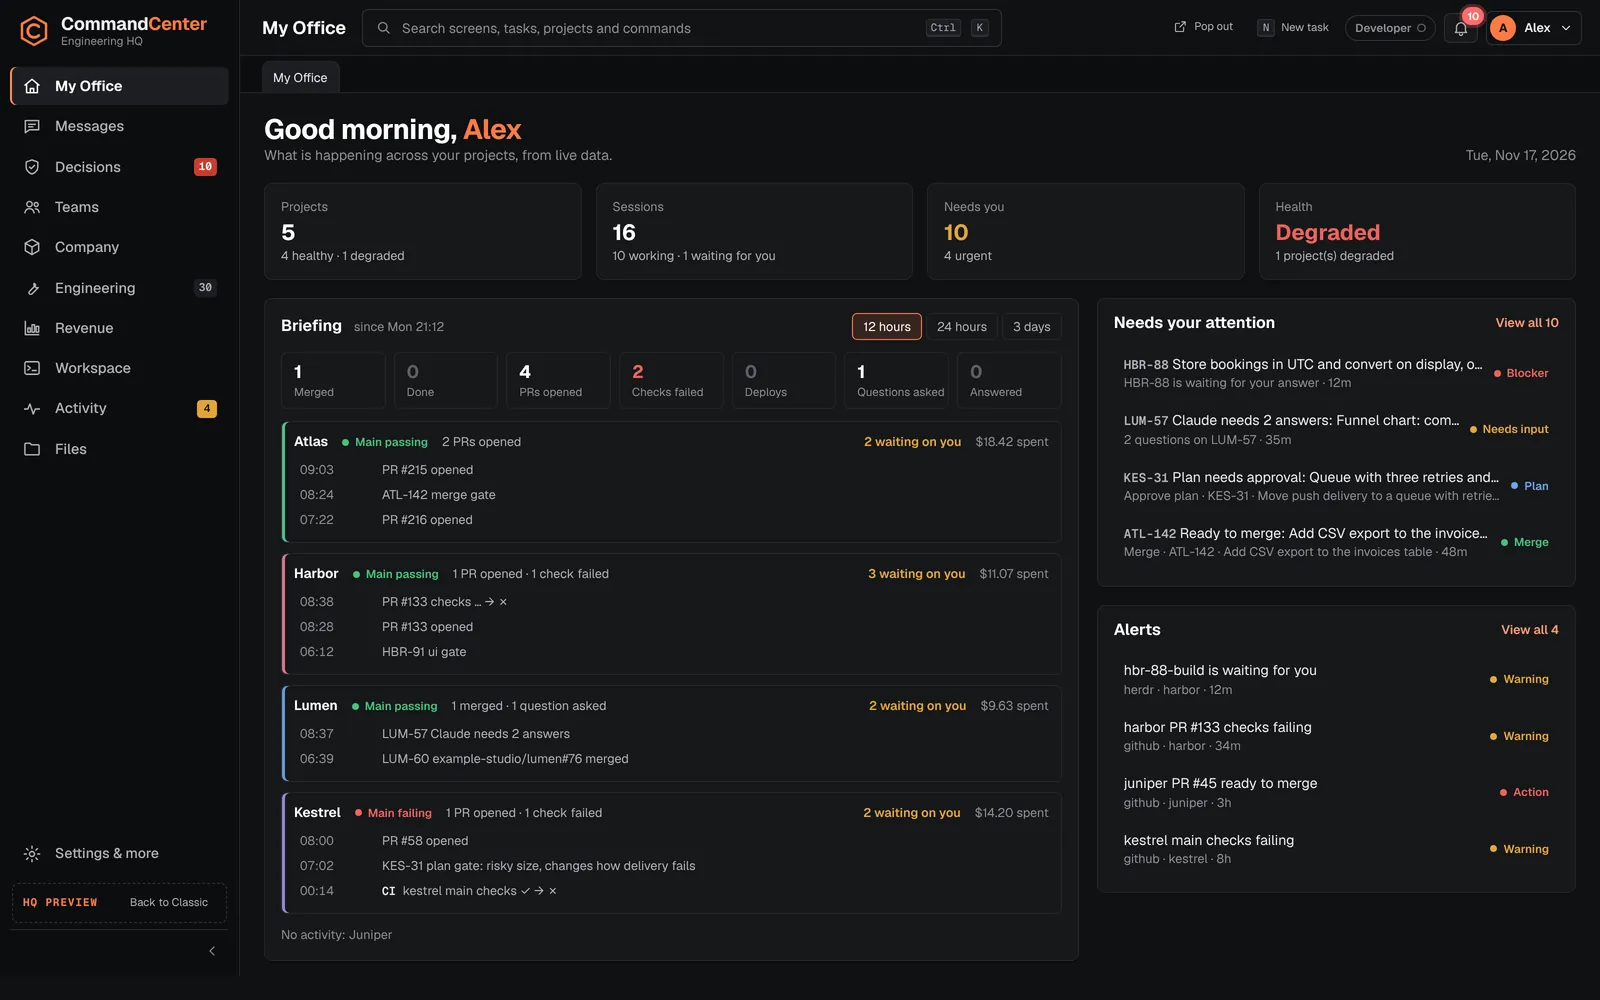 CommandCenter
Engineering HQ
My Office
Messages
Decisions 10
Teams
Company
Engineering 30
Revenue
Workspace
Activity 4
Files
Settings & more
HQ PREVIEW Back to Classic
My Office
Search screens, tasks, projects and commands Ctrl K
Pop out
N New task
Developer
10
A Alex
My Office
Good morning, Alex
What is happening across your projects, from live data.
Tue, Nov 17, 2026
Projects
5
4 healthy · 1 degraded
Sessions
16
10 working · 1 waiting for you
Needs you
10
4 urgent
Health
Degraded
1 project(s) degraded
Briefing since Mon 21:12
12 hours 24 hours 3 days
1
Merged
0
Done
4
PRs opened
2
Checks failed
0
Deploys
1
Questions asked
0
Answered
Atlas Main passing 2 PRs opened 2 waiting on you $18.42 spent
09:03 PR #215 opened
08:24 ATL-142 merge gate
07:22 PR #216 opened
Harbor Main passing 1 PR opened · 1 check failed 3 waiting on you $11.07 spent
08:38 PR #133 checks … → ×
08:28 PR #133 opened
06:12 HBR-91 ui gate
Lumen Main passing 1 merged · 1 question asked 2 waiting on you $9.63 spent
08:37 LUM-57 Claude needs 2 answers
06:39 LUM-60 example-studio/lumen#76 merged
Kestrel Main failing 1 PR opened · 1 check failed 2 waiting on you $14.20 spent
08:00 PR #58 opened
07:02 KES-31 plan gate: risky size, changes how delivery fails
00:14 CI kestrel main checks ✓ → ×
No activity: Juniper
Needs your attention View all 10
HBR-88 Store bookings in UTC and convert on display, o…
HBR-88 is waiting for your answer · 12m
Blocker
LUM-57 Claude needs 2 answers: Funnel chart: com…
2 questions on LUM-57 · 35m
Needs input
KES-31 Plan needs approval: Queue with three retries and…
Approve plan · KES-31 · Move push delivery to a queue with retrie…
Plan
ATL-142 Ready to merge: Add CSV export to the invoice…
Merge · ATL-142 · Add CSV export to the invoices table · 48m
Merge
Alerts View all 4
hbr-88-build is waiting for you
herdr · harbor · 12m
Warning
harbor PR #133 checks failing
github · harbor · 34m
Warning
juniper PR #45 ready to merge
github · juniper · 3h
Action
kestrel main checks failing
github · kestrel · 8h
Warning